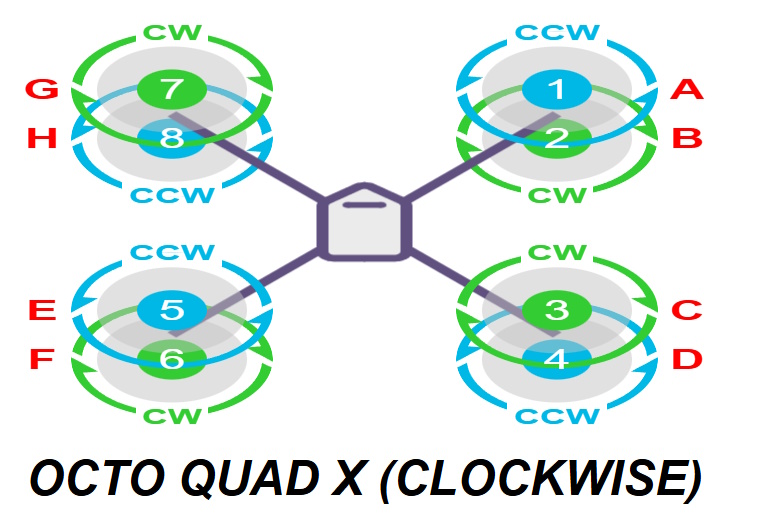 CW CCW
G 7 1 A
H 8 2 B
CCW CW
CCW CW
E 5 3 C
F 6 4 D
CW CCW
OCTO QUAD X (CLOCKWISE)